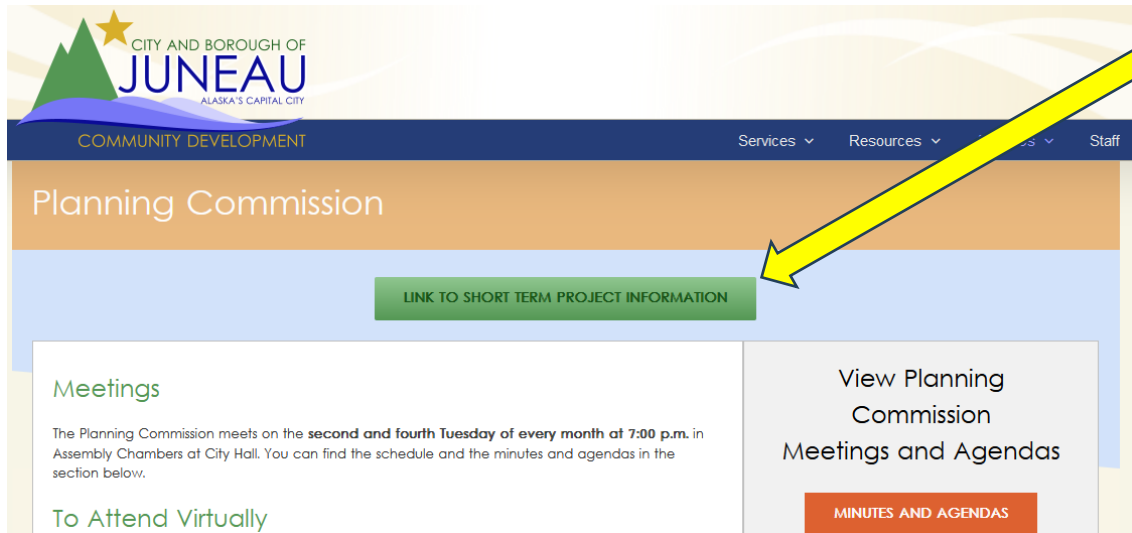 CITY AND BOROUGH OF
JUNEAU
ALASKA'S CAPITAL CITY
COMMUNITY DEVELOPMENT
Services
Resources
Staff
Planning Commission
LINK TO SHORT TERM PROJECT INFORMATION
Meetings
The Planning Commission meets on the second and fourth Tuesday of every month at 7:00 p.m. in
Assembly Chambers at City Hall. You can find the schedule and the minutes and agendas in the
section below.
To Attend Virtually
View Planning
Commission
Meetings and Agendas
MINUTES AND AGENDAS